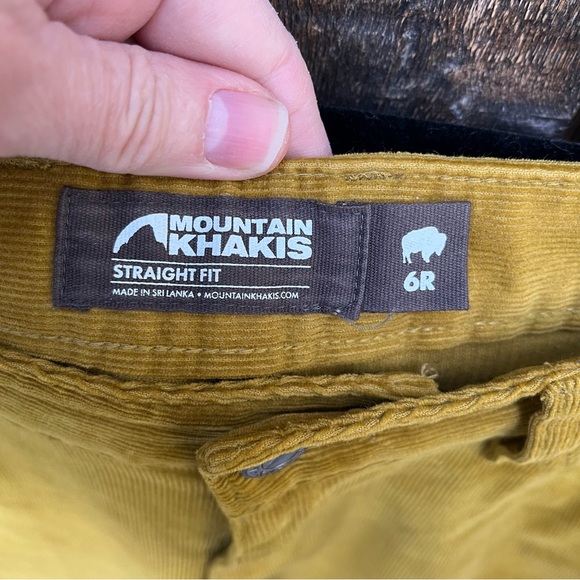 MOUNTAIN
KHAKIS
STRAIGHT FIT
MADE IN SRI LANKA • MOUNTAINKHAKIS.COM
6R